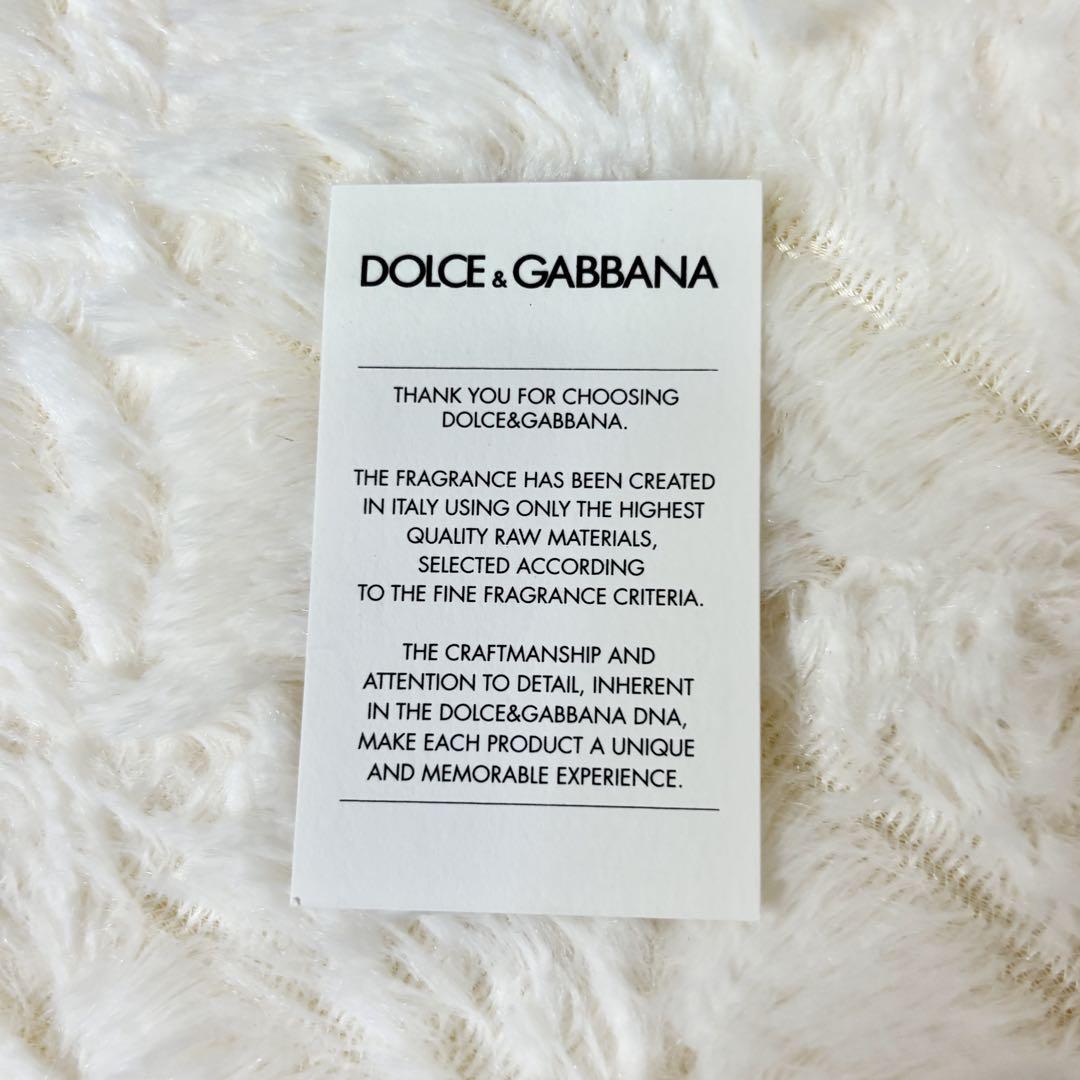 DOLCE & GABBANA
THANK YOU FOR CHOOSING
DOLCE&GABBANA.
THE FRAGRANCE HAS BEEN CREATED
IN ITALY USING ONLY THE HIGHEST
QUALITY RAW MATERIALS,
SELECTED ACCORDING
TO THE FINE FRAGRANCE CRITERIA.
THE CRAFTMANSHIP AND
ATTENTION TO DETAIL, INHERENT
IN THE DOLCE&GABBANA DNA,
MAKE EACH PRODUCT A UNIQUE
AND MEMORABLE EXPERIENCE.